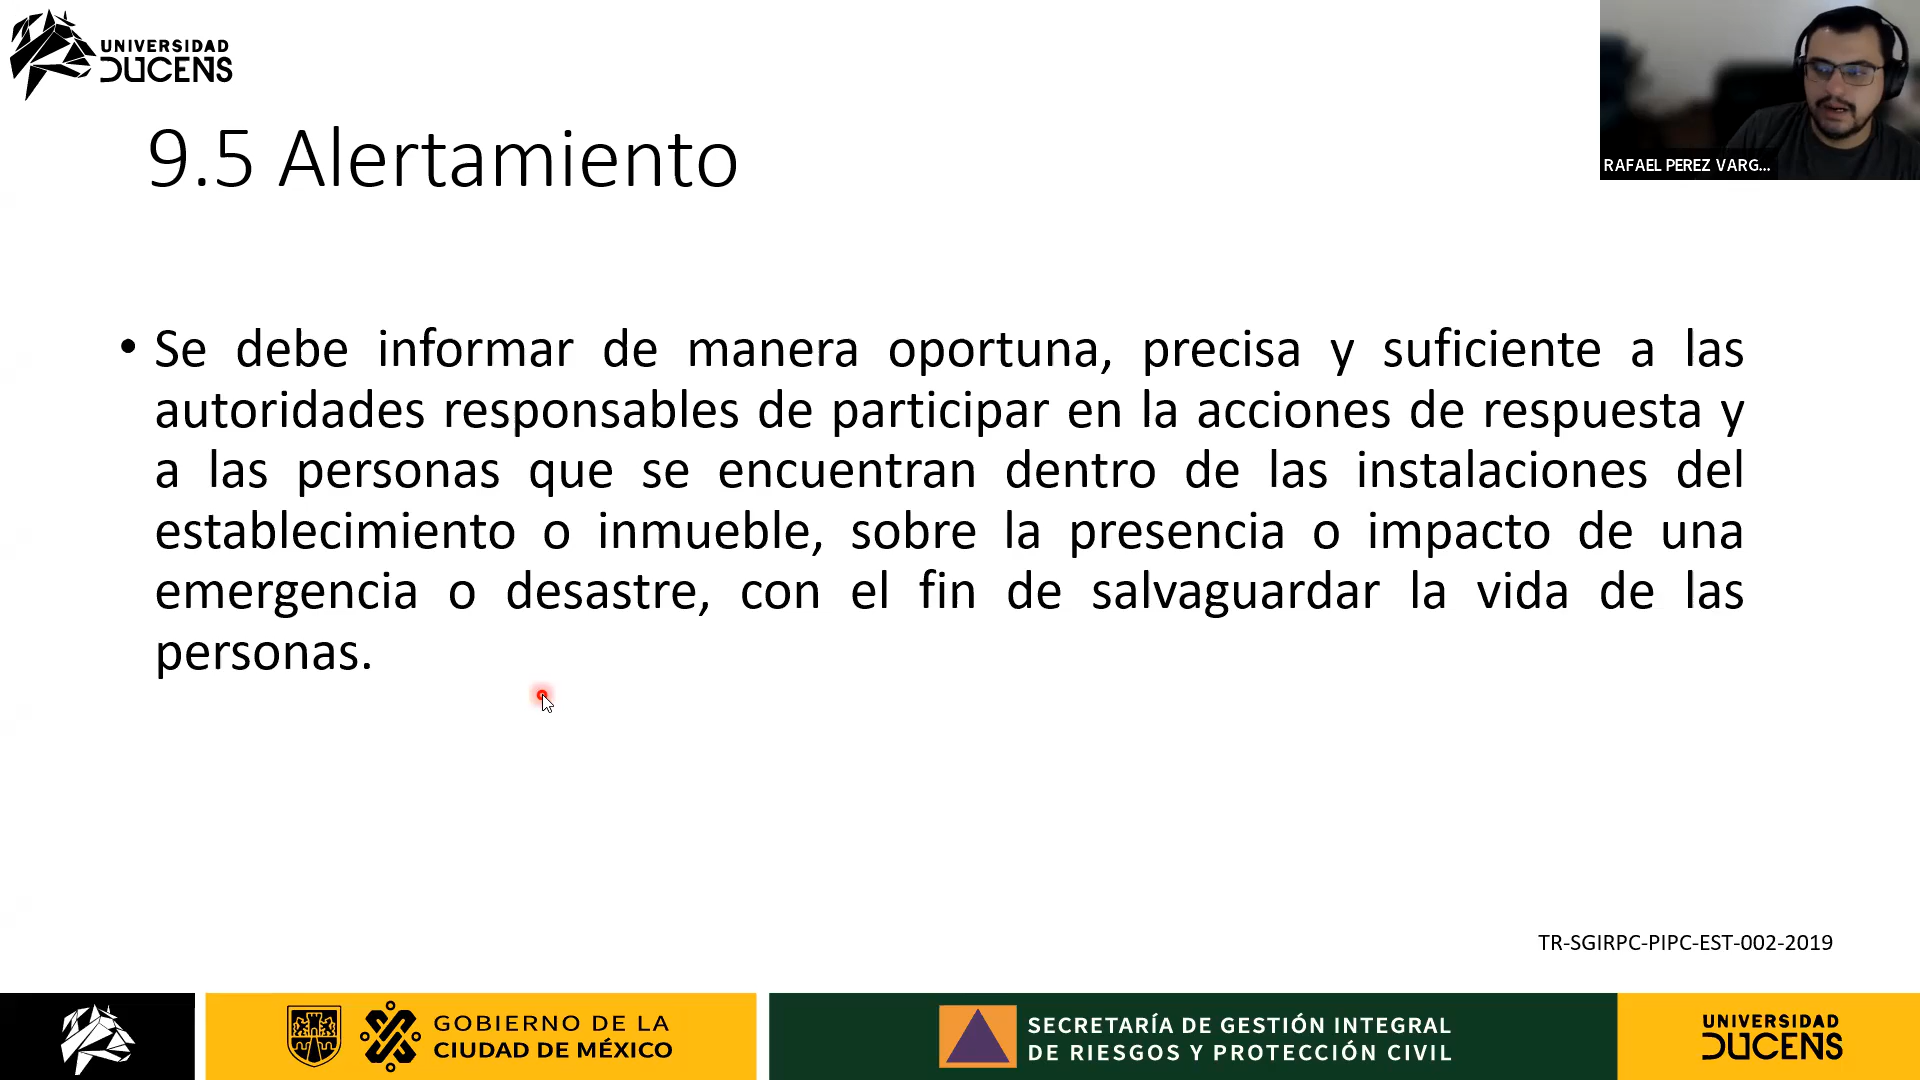 UNIVERSIDAD
DUCENS
9.5 Alertamiento
RAFAEL PEREZ VARG...
• Se debe informar de manera oportuna, precisa y suficiente a las
autoridades responsables de participar en la acciones de respuesta y
a las personas que se encuentran dentro de las instalaciones del
establecimiento o inmueble, sobre la presencia o impacto de una
emergencia o desastre, con el fin de salvaguardar la vida de las
personas.
TR-SGIRPC-PIPC-EST-002-2019
GOBIERNO DE LA
CIUDAD DE MÉXICO
SECRETARÍA DE GESTIÓN INTEGRAL
DE RIESGOS Y PROTECCIÓN CIVIL
UNIVERSIDAD
DUCENS